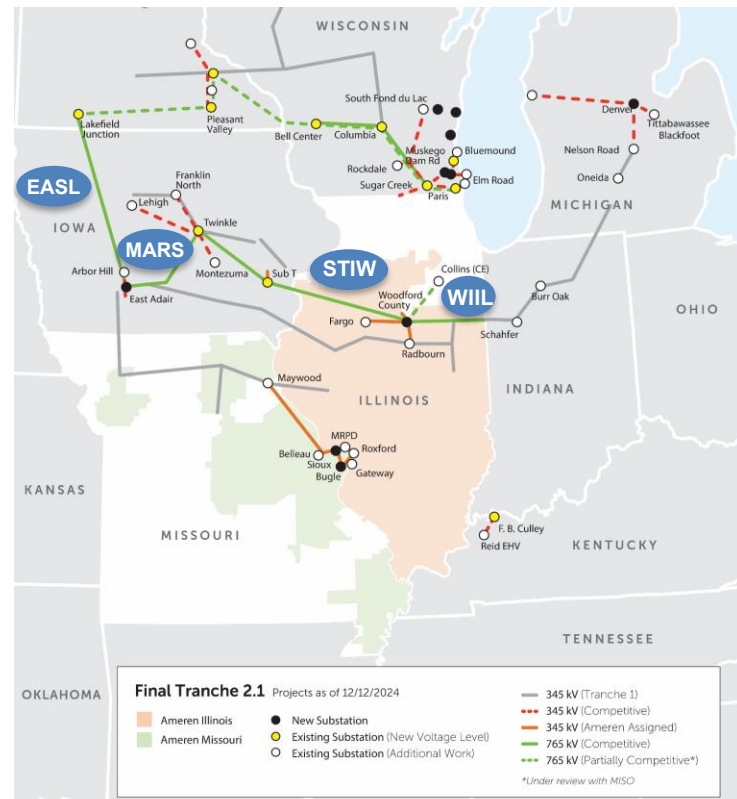 WISCONSIN
South Fond du Lac
Denver
Tittabawassee
Blackfoot
Lakefield
Junction
Pleasant
Valley
Bell Center
Columbia
Muskego
Dam Rd
Bluemound
Nelson Road
Rockdale
Sugar Creek
Elm Road
Paris
Oneida
EASL
Franklin
North
Lehigh
MICHIGAN
IOWA
Twinkle
MARS
Montezuma
STIW
Arbor Hill
Sub T
Collins (CE)
East Adair
Woodford
County
WIIL
Burr Oak
OHIO
Fargo
Schahfer
Radbourn
Maywood
INDIANA
ILLINOIS
MRPD
Roxford
Belleau
Sioux
Gateway
Bugle
KANSAS
F. B. Culley
MISSOURI
Reid EHV
KENTUCKY
TENNESSEE
OKLAHOMA
Final Tranche 2.1 Projects as of 12/12/2024
Ameren Illinois
Ameren Missouri
New Substation
Existing Substation (New Voltage Level)
Existing Substation (Additional Work)
345 kV (Tranche 1)
345 kV (Competitive)
345 kV (Ameren Assigned)
765 kV (Competitive)
765 kV (Partially Competitive*)
*Under review with MISO